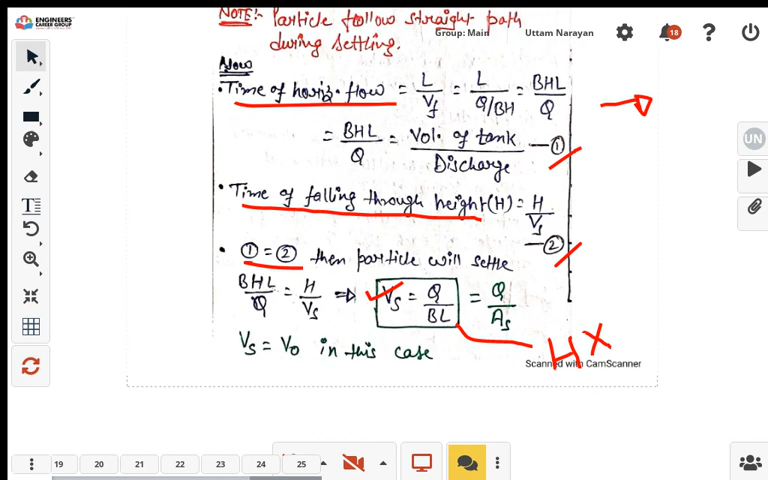 ENGINEERS
CAREER GROUP
NOTE:- Particle follow straight path
during settling.
Group: Main
Uttam Narayan
18
Now
• Time of horiz. flow = L/Vf = L/Q/BH = BHL/Q
= BHL/Q = Vol. of tank/Discharge — ①
• Time of falling through height(H) = H/Vs
— ②
• ① = ② then particle will settle
BHL/Q = H/Vs ⇒ Vs = Q/BL = Q/As
H X
Vs = Vo in this case
Scanned with CamScanner
UN
19 20 21 22 23 24 25